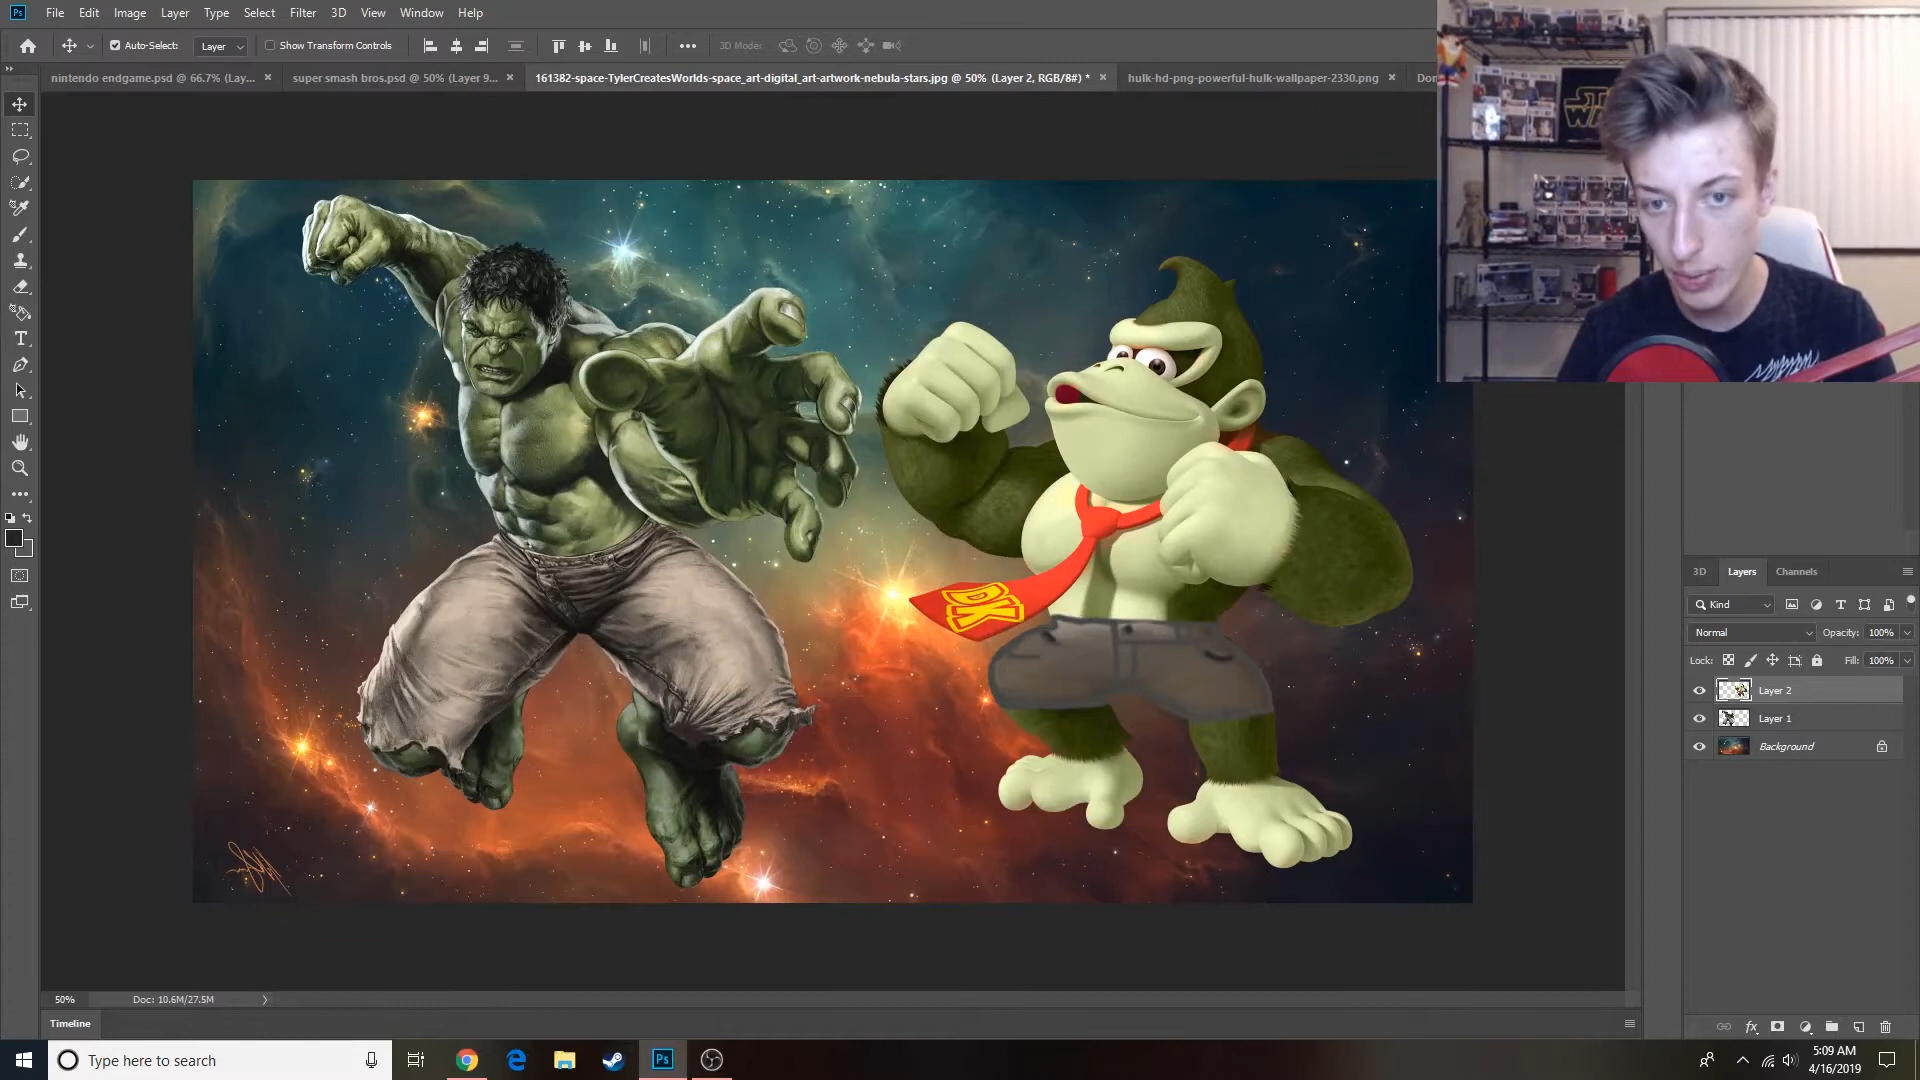 Ps File Edit Image Layer Type Select Filter 3D View Window Help
Auto-Select: Layer Show Transform Controls 3D Mode:
nintendo endgame.psd @ 66.7% (Lay... super smash bros.psd @ 50% (Layer 9... 161382-space-TylerCreatesWorlds-space_art-digital_art-artwork-nebula-stars.jpg @ 50% (Layer 2, RGB/8#) * hulk-hd-png-powerful-hulk-wallpaper-2330.png
STAR
DK
3D Layers Channels
Kind
Normal Opacity: 100%
Lock: Fill: 100%
Layer 2
Layer 1
Background
50% Doc: 10.6M/27.5M
Timeline
fx
Type here to search
Ps
5:09 AM
4/16/2019